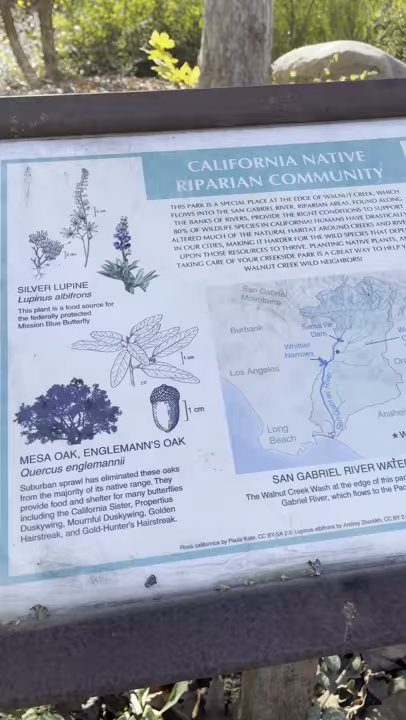 CALIFORNIA NATIVE
RIPARIAN COMMUNITY
THIS PARK IS A SPECIAL PLACE AT THE EDGE OF WALNUT CREEK, WHICH
FLOWS INTO THE SAN GABRIEL RIVER. RIPARIAN AREAS, FOUND ALONG
THE BANKS OF RIVERS, PROVIDE THE RIGHT CONDITIONS TO SUPPORT
80% OF WILDLIFE SPECIES IN CALIFORNIA! HUMANS HAVE DRASTICALLY
ALTERED MUCH OF THE NATURAL HABITAT AROUND CREEKS AND
IN OUR CITIES, MAKING IT HARDER FOR THE WILD SPECIES THAT
UPON THOSE RESOURCES TO THRIVE. PLANTING NATIVE PLANTS,
TAKING CARE OF YOUR CREEKSIDE PARK IS A GREAT WAY TO HELP
WALNUT CREEK WILD NEIGHBORS!
1 cm
SILVER LUPINE
Lupinus albifrons
This plant is a food source for
the federally protected
Mission Blue Butterfly
1 cm
1 cm
MESA OAK, ENGLEMANN'S OAK
Quercus englemannii
Suburban sprawl has eliminated these oaks
from the majority of its native range. They
provide food and shelter for many butterflies
including the California Sister, Propertius
Duskywing, Mournful Duskywing, Golden
Hairstreak, and Gold-Hunter's Hairstreak.
San Gabriel
Mountains
Burbank
Santa Fe
Dam
Whittier
Narrows
Los Angeles
San Gabriel River
Anaheim
Long
Beach
SAN GABRIEL RIVER
The Walnut Creek Wash at the edge of this
Gabriel River, which flows to the
Rosa californica by Paula Kate, CC BY-SA 2.0. Lupinus albifrons by Andrey Zharkikh, CC BY 2.0